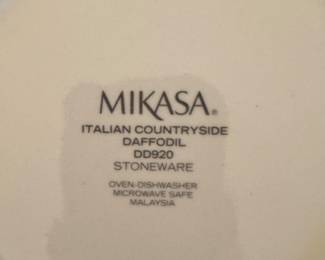 MIKASA®
ITALIAN COUNTRYSIDE
DAFFODIL
DD920
STONEWARE
OVEN-DISHWASHER
MICROWAVE SAFE
MALAYSIA